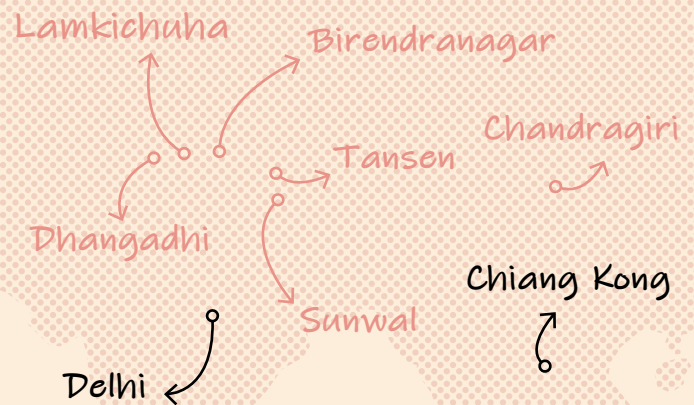 Lamkichuha
Birendranagar
Chandragiri
Tansen
Dhangadhi
Chiang Kong
Sunwal
Delhi